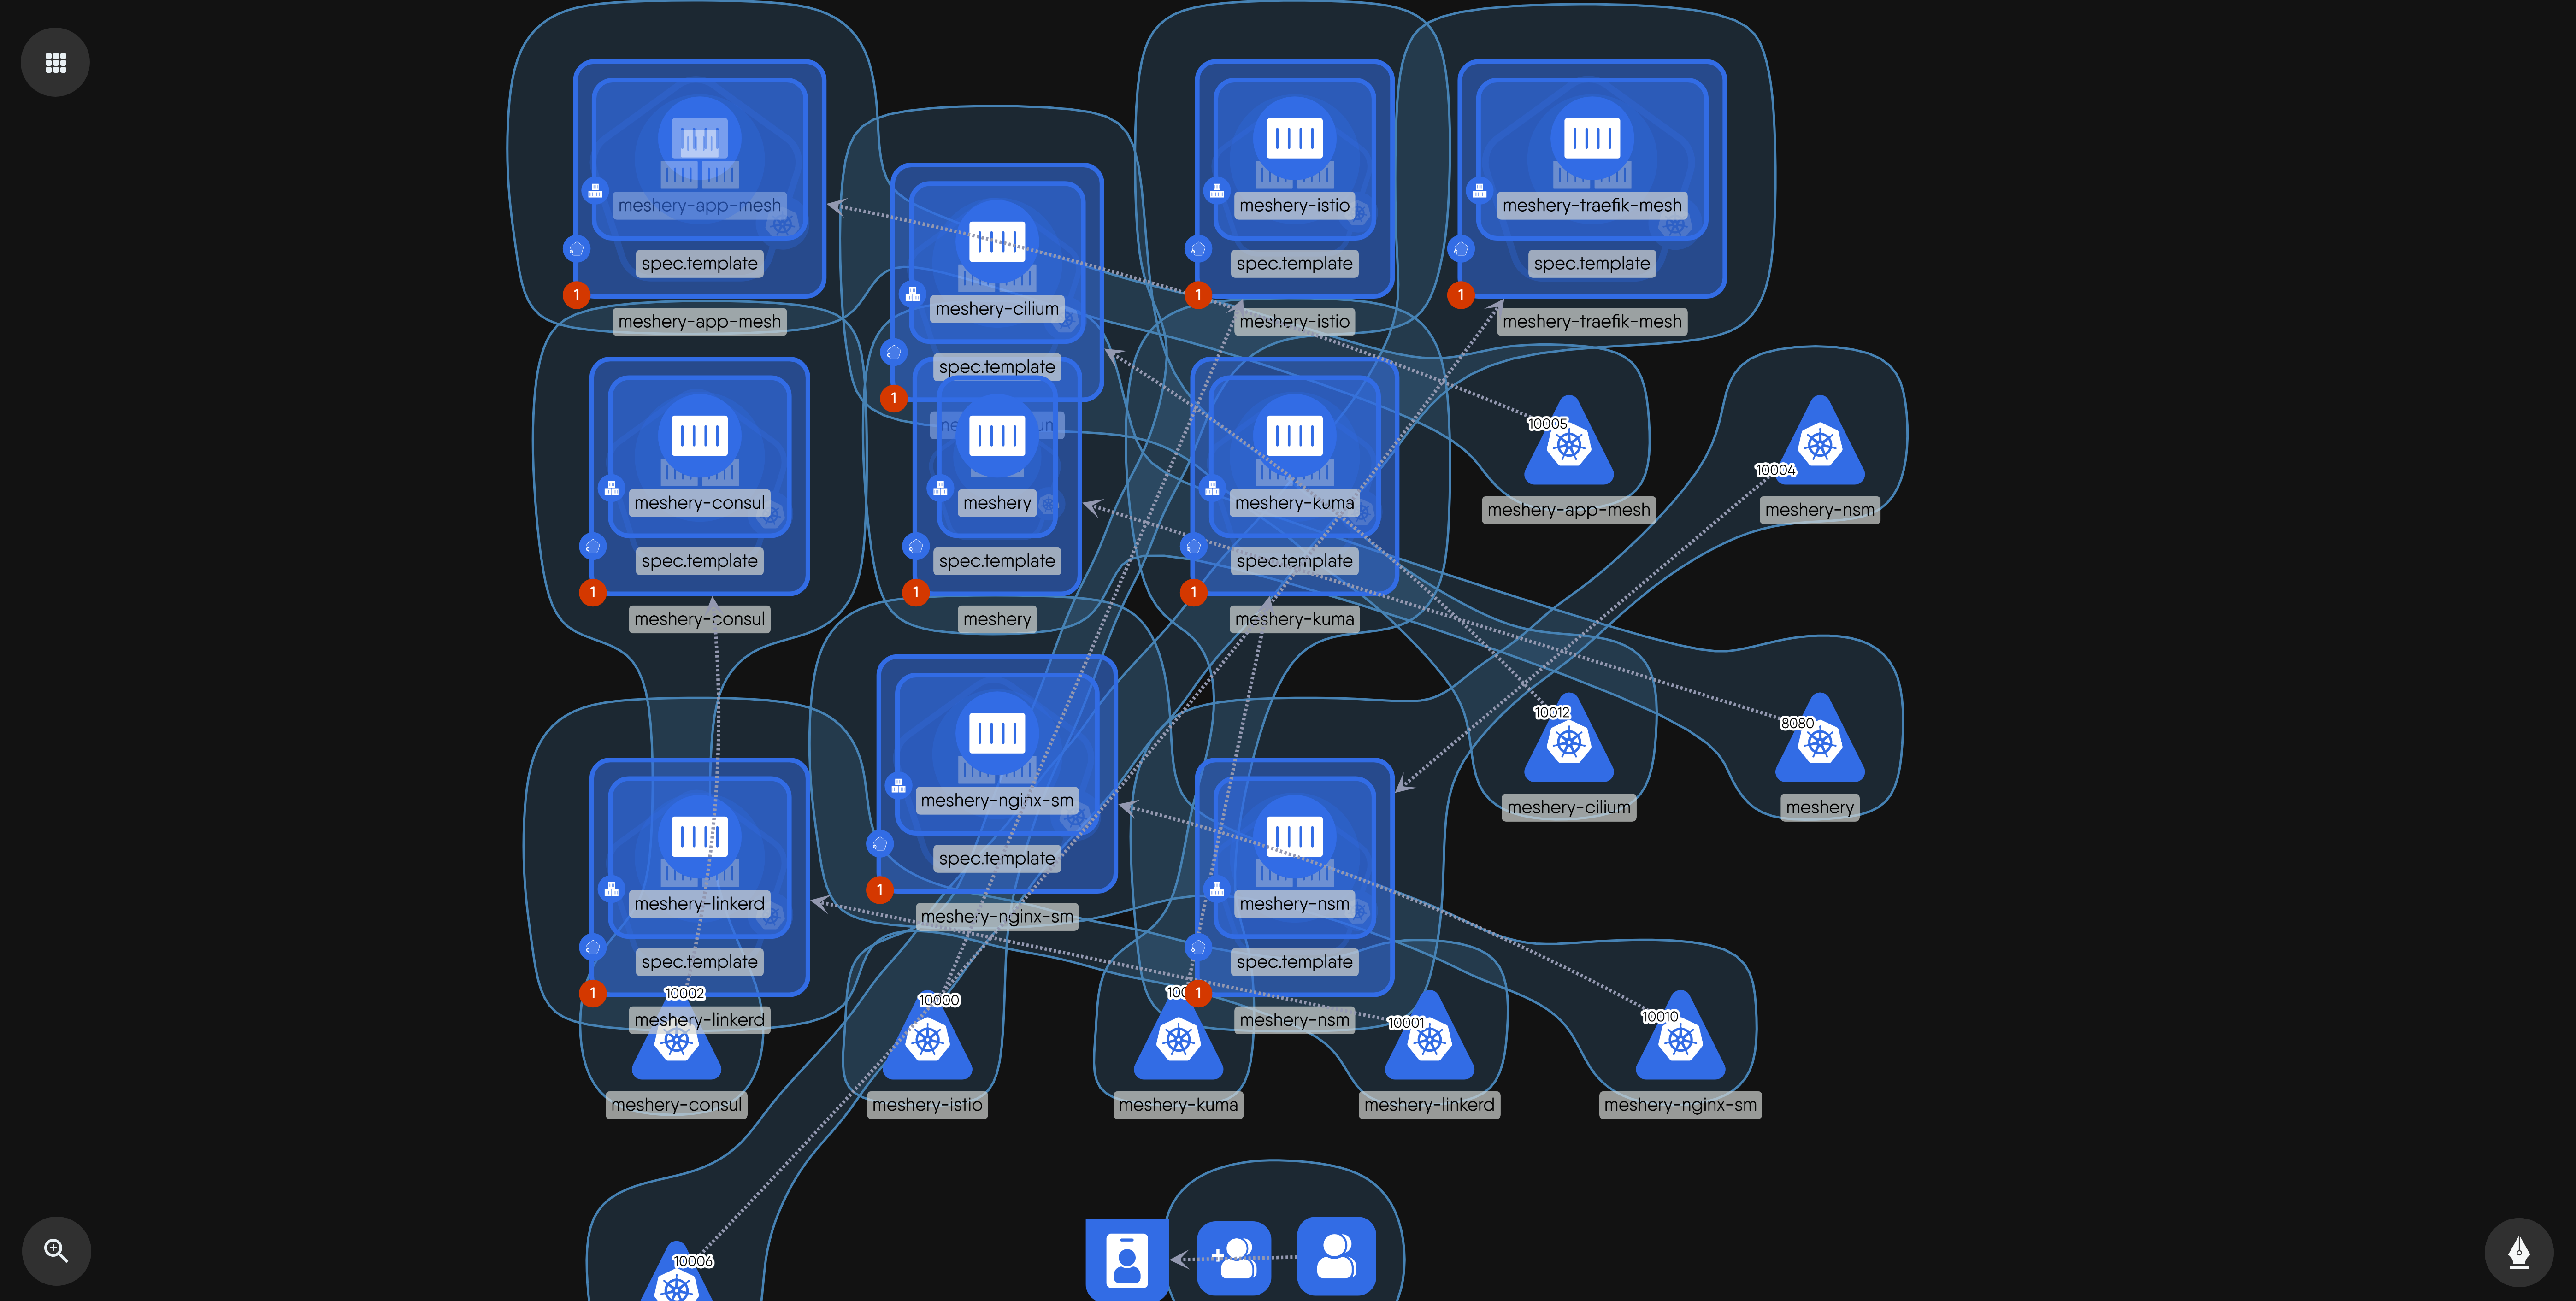 meshery-app-mesh
spec.template
1
meshery-app-mesh
meshery-cilium
spec.template
1
meshery-istio
spec.template
1
meshery-istio
meshery-traefik-mesh
spec.template
1
meshery-traefik-mesh
meshery-consul
spec.template
1
meshery-consul
meshery
spec.template
1
meshery
meshery-kuma
spec.template
1
meshery-kuma
10005
meshery-app-mesh
10004
meshery-nsm
meshery-linkerd
spec.template
1
meshery-linkerd
meshery-nginx-sm
spec.template
1
meshery-nginx-sm
meshery-nsm
spec.template
1
meshery-nsm
10012
meshery-cilium
8080
meshery
10002
meshery-consul
10000
meshery-istio
meshery-kuma
10001
meshery-linkerd
10010
meshery-nginx-sm
10006